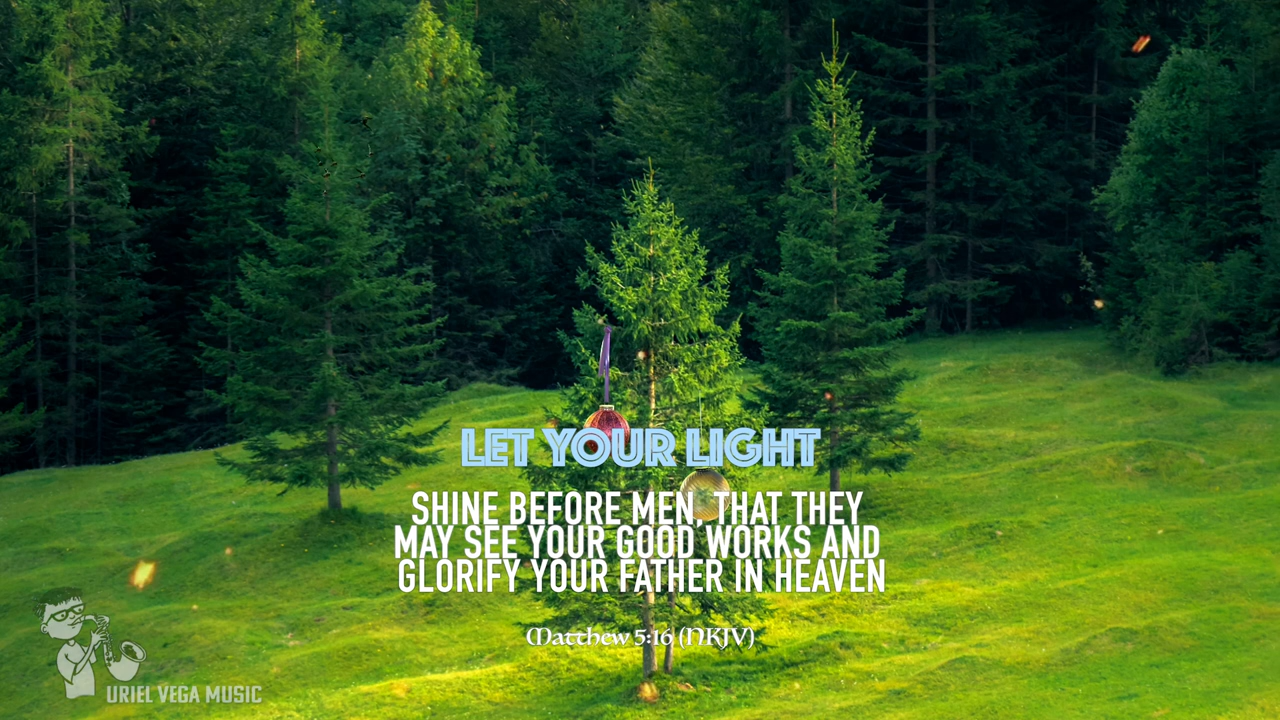 LET YOUR LIGHT
SHINE BEFORE MEN, THAT THEY
MAY SEE YOUR GOOD WORKS AND
GLORIFY YOUR FATHER IN HEAVEN
Matthew 5:16 (NKJV)
URIEL VEGA MUSIC